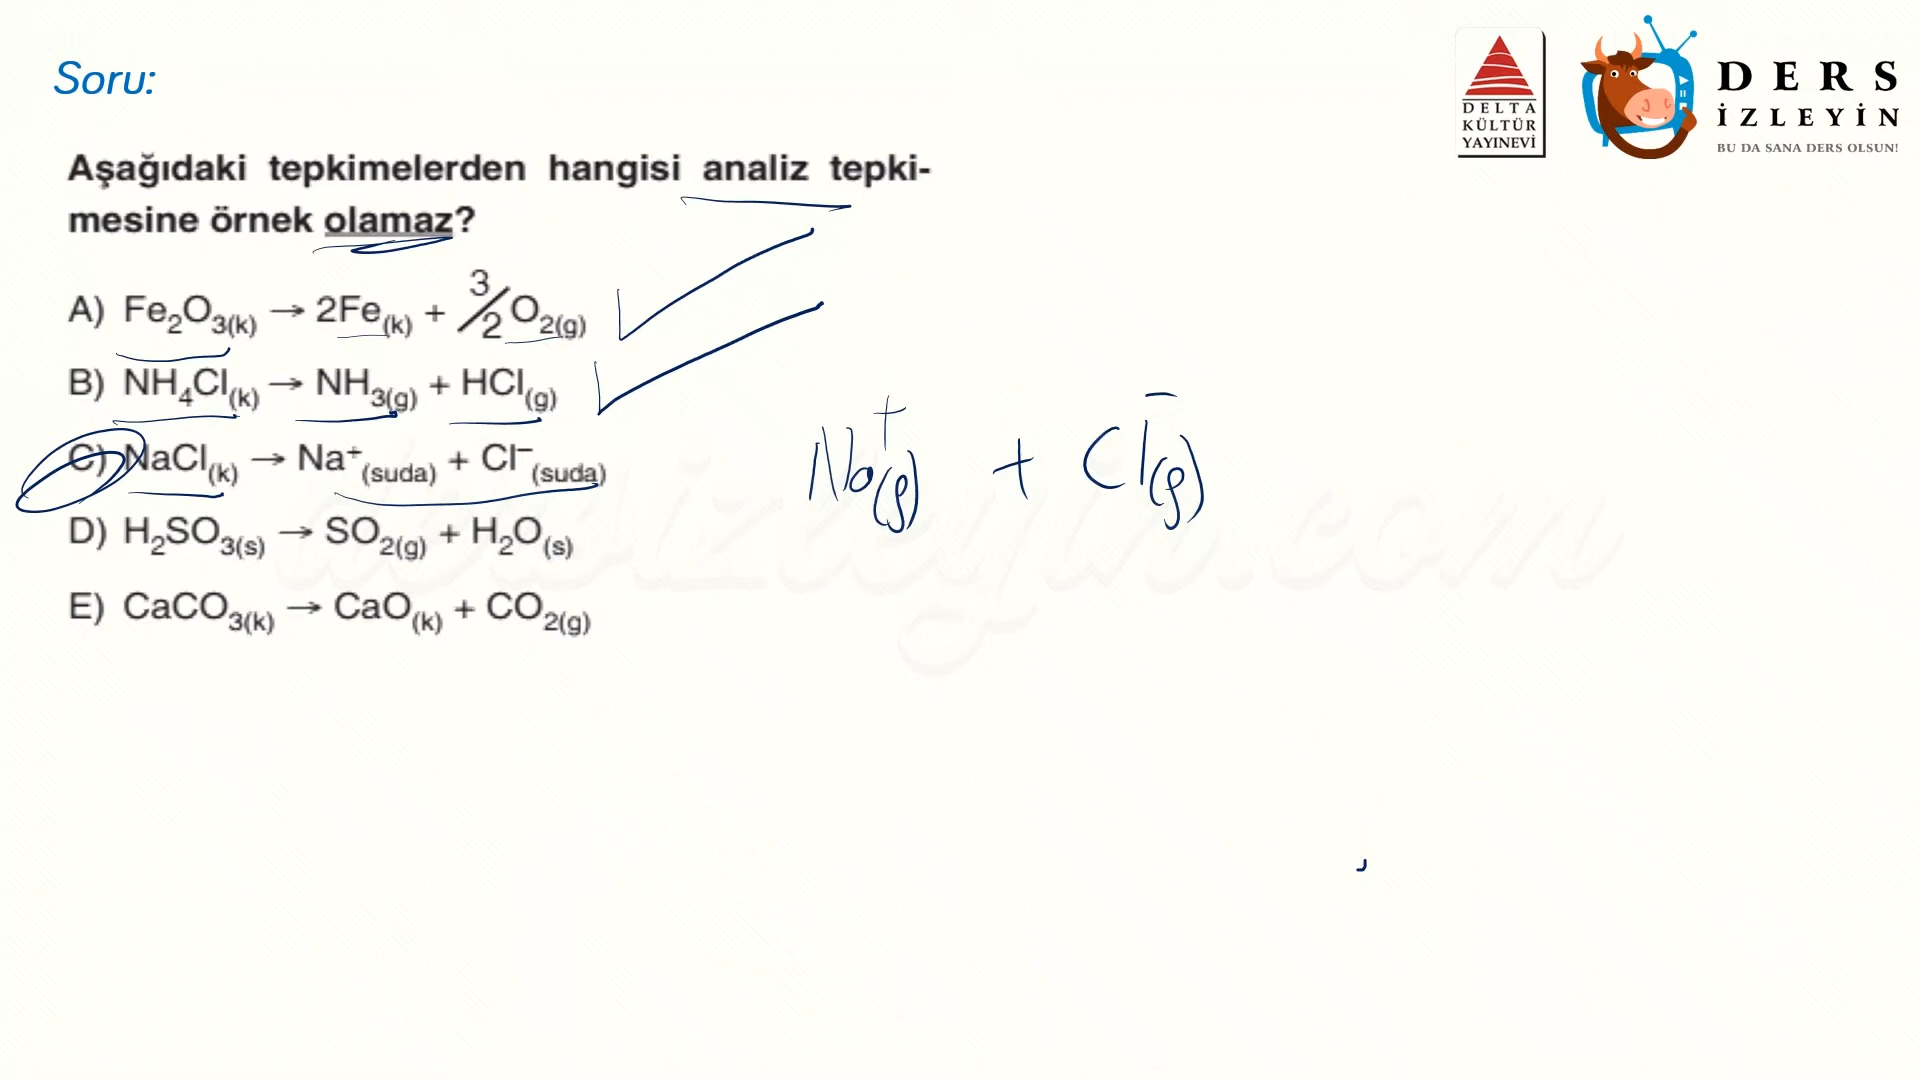 Soru:
DELTA
KÜLTÜR
YAYINEVİ
DERS
İZLEYİN
BU DA SANA DERS OLSUN!
Aşağıdaki tepkimelerden hangisi analiz tepki-
mesine örnek olamaz?
A) Fe₂O₃(k) → 2Fe(k) + 3/2 O₂(g)
B) NH₄Cl(k) → NH₃(g) + HCl(g)
C) NaCl(k) → Na⁺(suda) + Cl⁻(suda)
Na⁺(g) + Cl⁻(g)
D) H₂SO₃(s) → SO₂(g) + H₂O(s)
E) CaCO₃(k) → CaO(k) + CO₂(g)